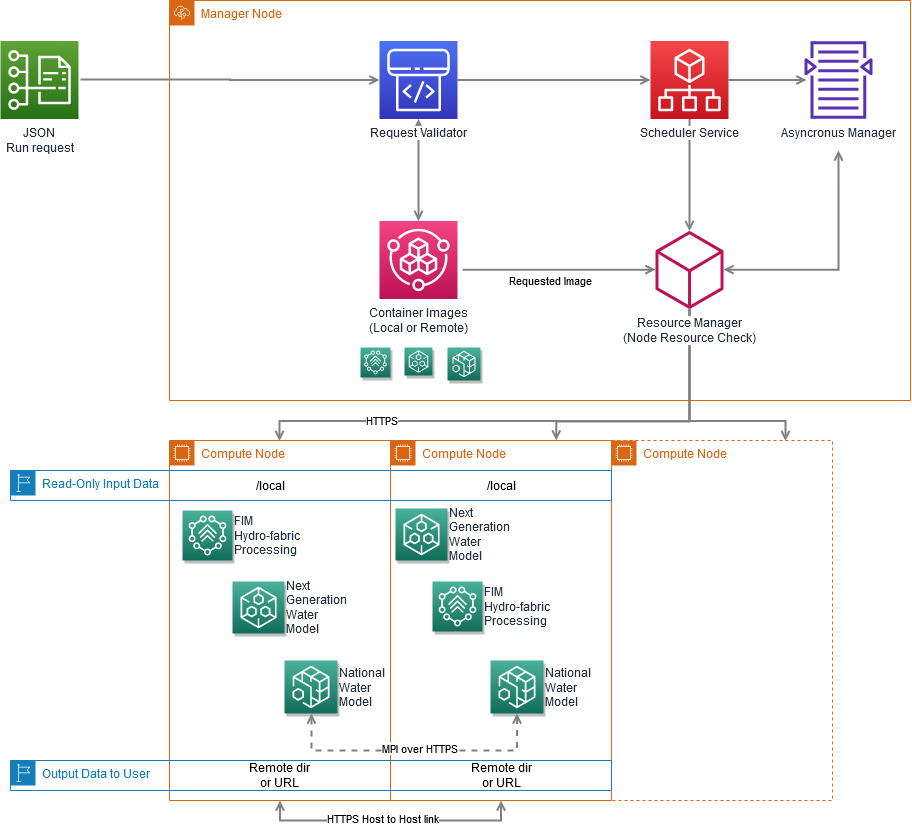 Manager Node
JSON
Run request
Request Validator
Scheduler Service
Asyncronus Manager
Requested Image
Container Images
(Local or Remote)
Resource Manager
(Node Resource Check)
HTTPS
Compute Node
Compute Node
Compute Node
Read-Only Input Data
/local
/local
FIM
Hydro-fabric
Processing
Next
Generation
Water
Model
Next
Generation
Water
Model
FIM
Hydro-fabric
Processing
National
Water
Model
National
Water
Model
MPI over HTTPS
Output Data to User
Remote dir
or URL
Remote dir
or URL
HTTPS Host to Host link